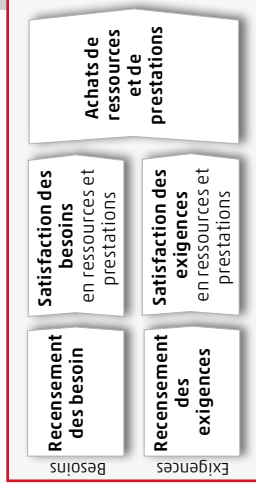 Besoins
Recensement
des besoin
Satisfaction des
besoins
en ressources et
prestations
Exigences
Recensement
des
exigences
Satisfaction des
exigences
en ressources et
prestations
Achats de
ressources
et de
prestations